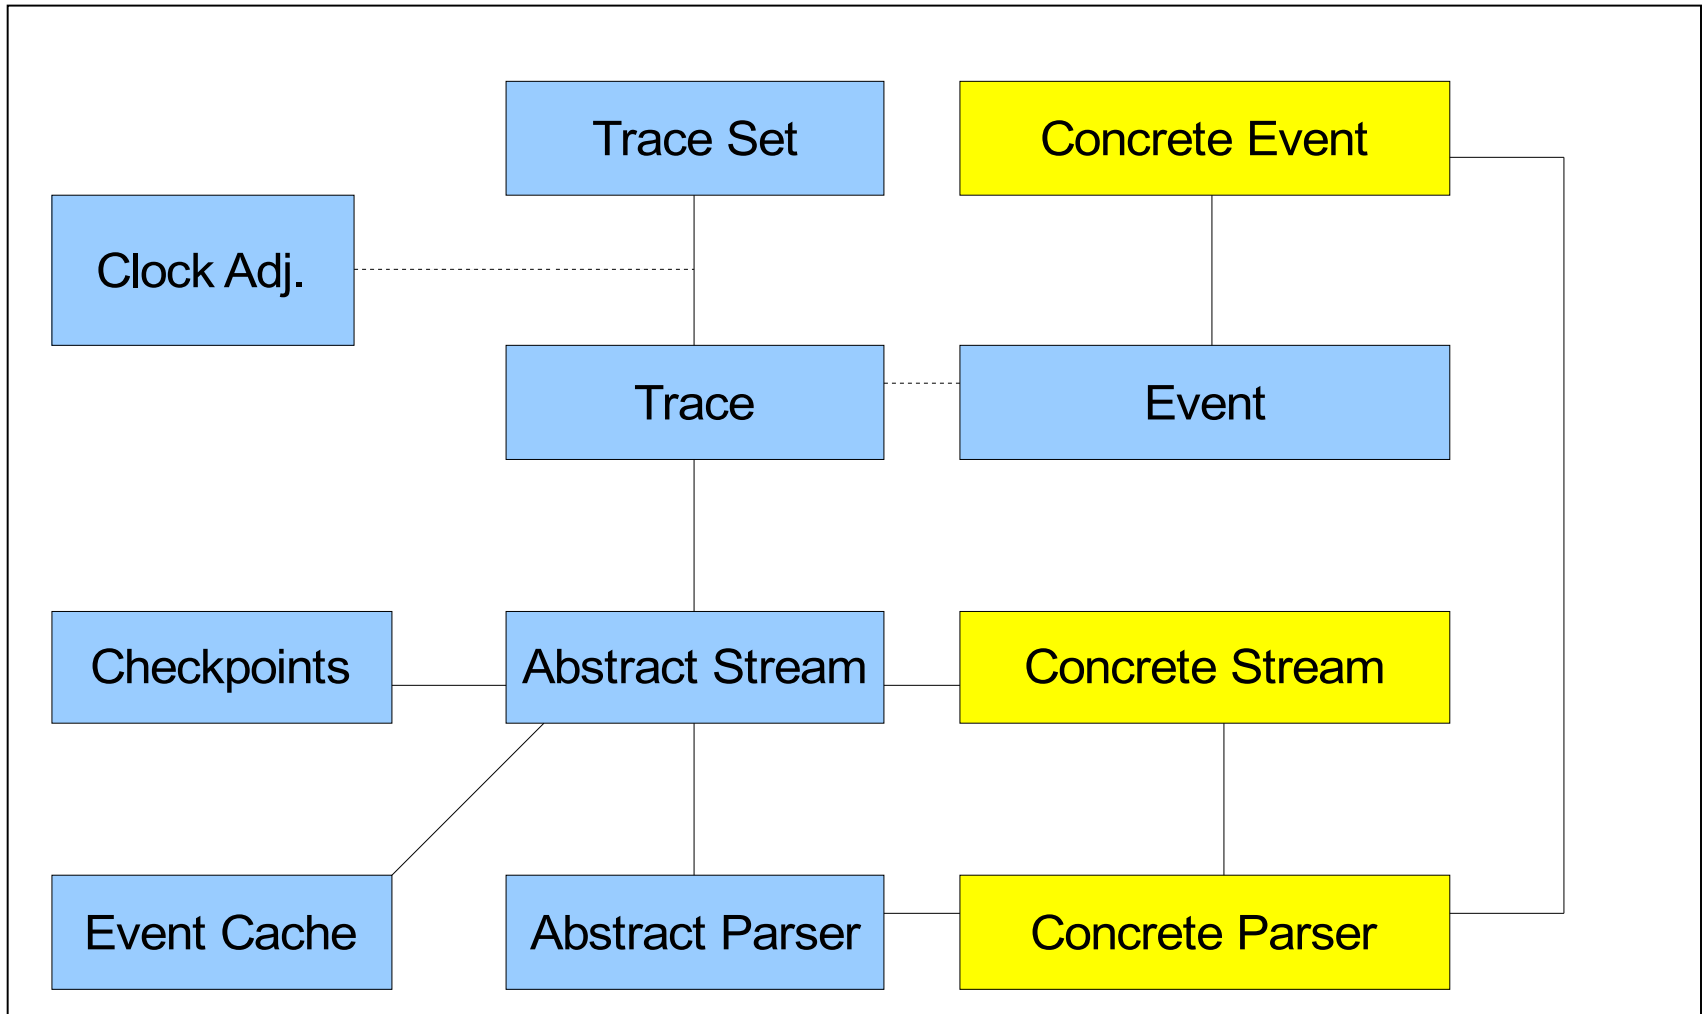 Trace Set
Concrete Event
Clock Adj.
Trace
Event
Checkpoints
Abstract Stream
Concrete Stream
Event Cache
Abstract Parser
Concrete Parser